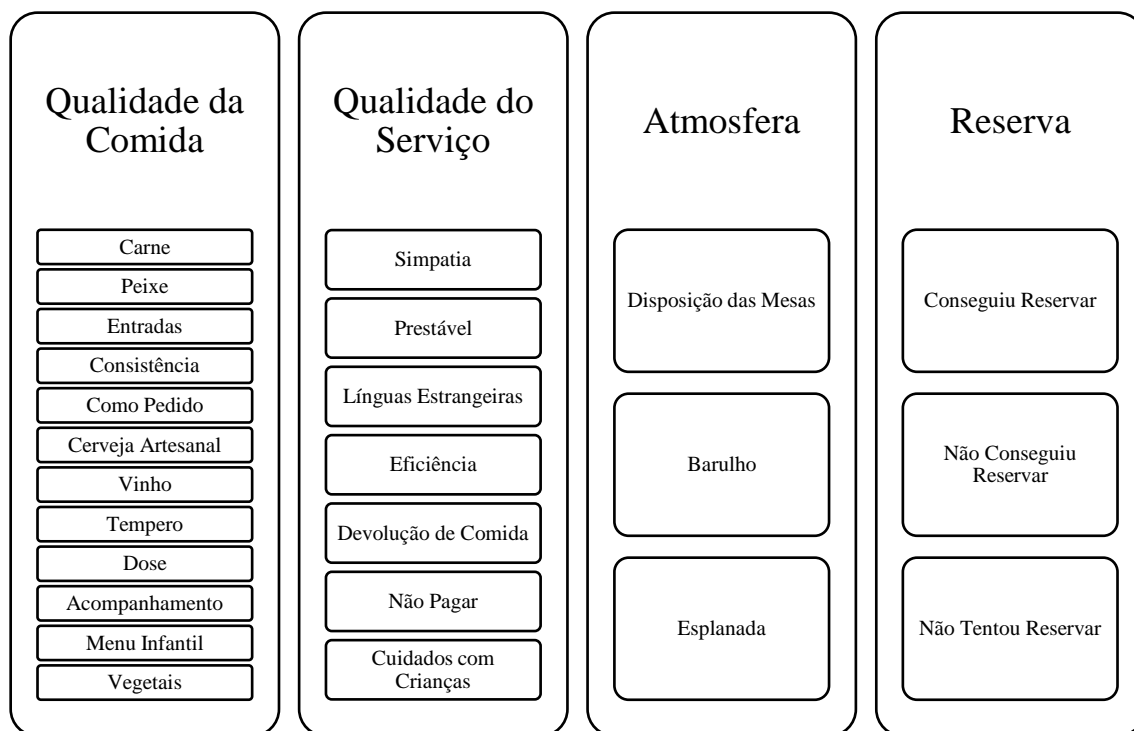 Qualidade da
Comida
Carne
Peixe
Entradas
Consistência
Como Pedido
Cerveja Artesanal
Vinho
Tempero
Dose
Acompanhamento
Menu Infantil
Vegetais
Qualidade do
Serviço
Simpatia
Prestável
Línguas Estrangeiras
Eficiência
Devolução de Comida
Não Pagar
Cuidados com
Crianças
Atmosfera
Disposição das Mesas
Barulho
Esplanada
Reserva
Conseguiu Reservar
Não Conseguiu
Reservar
Não Tentou Reservar